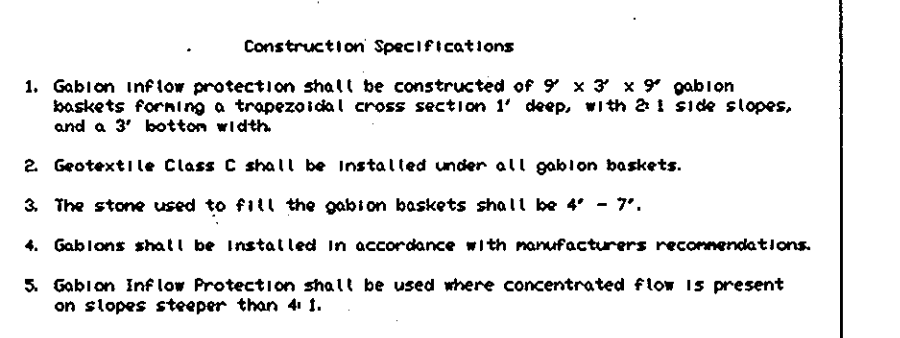 Construction Specifications
1. Gabion inflow protection shall be constructed of 9' x 3' x 9' gabion
baskets forming a trapezoidal cross section 1' deep, with 2:1 side slopes,
and a 3' bottom width.
2. Geotextile Class C shall be installed under all gabion baskets.
3. The stone used to fill the gabion baskets shall be 4' - 7'.
4. Gabions shall be installed in accordance with manufacturers recommendations.
5. Gabion Inflow Protection shall be used where concentrated flow is present
on slopes steeper than 4:1.